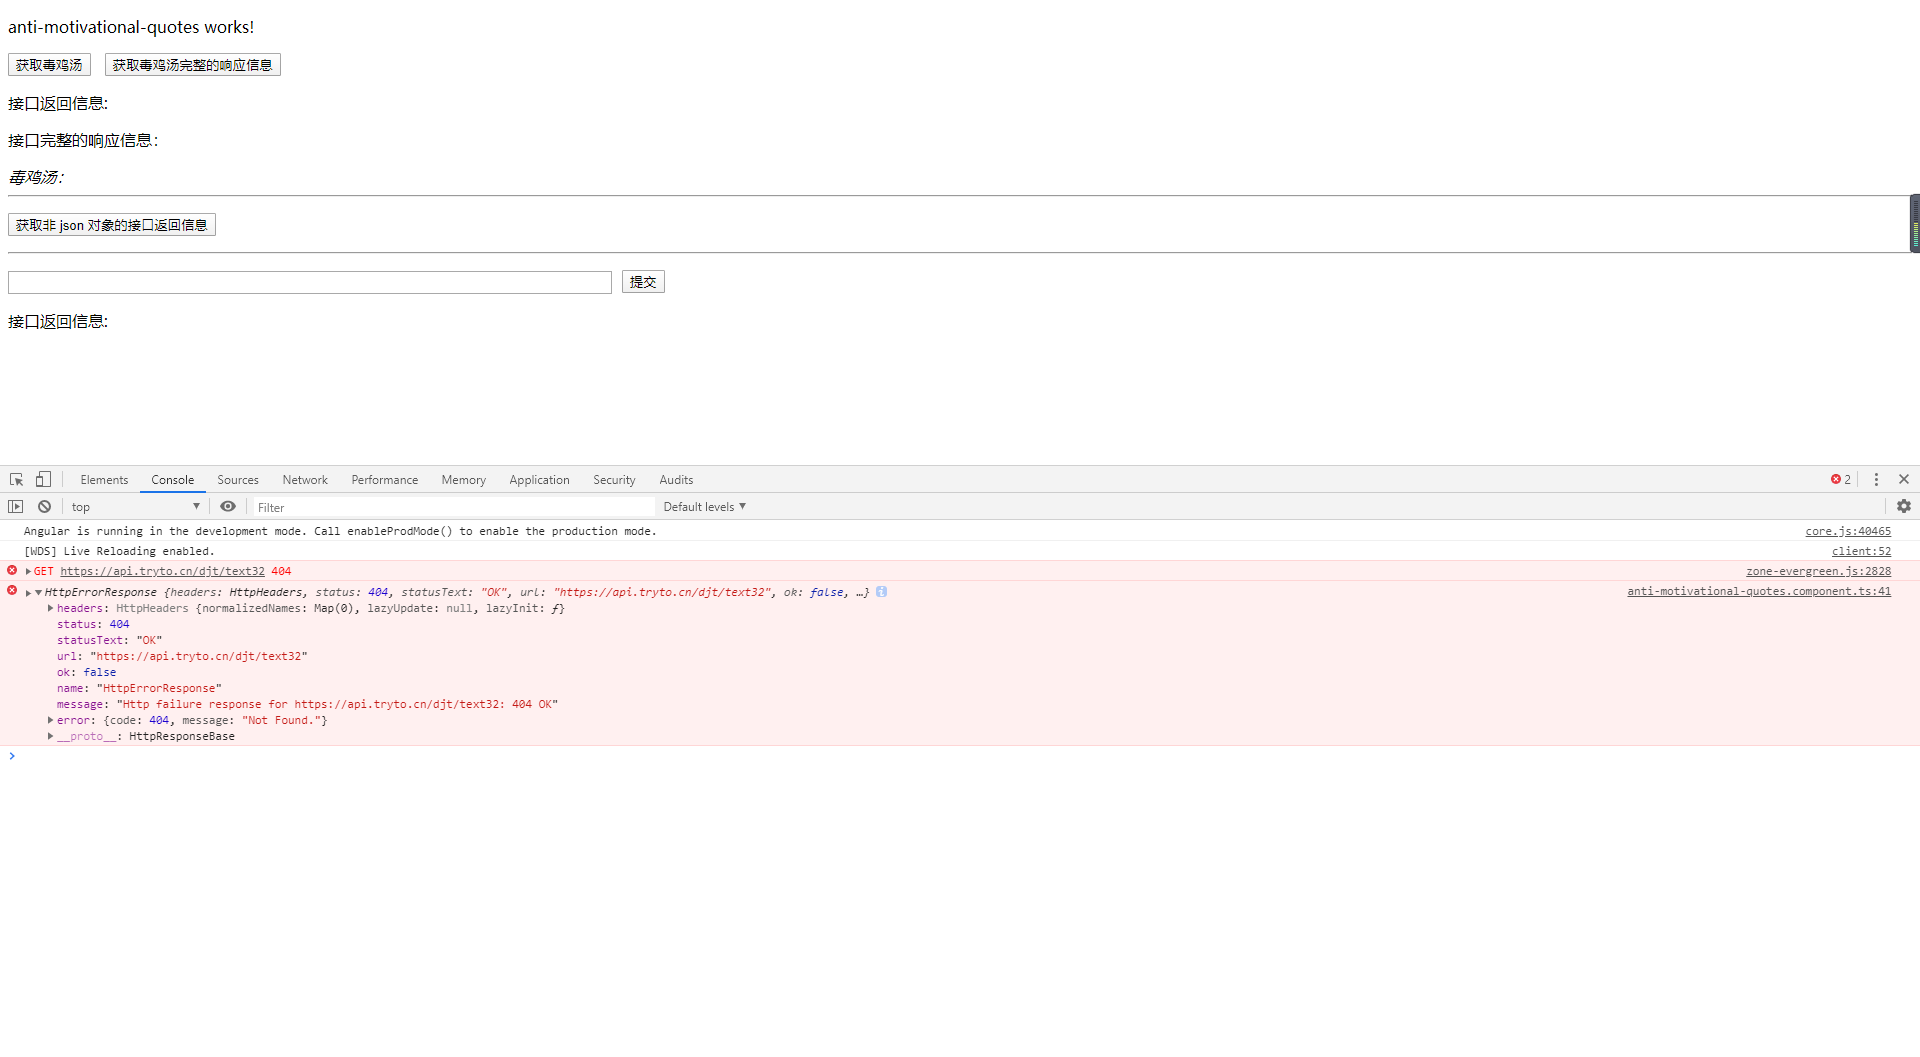 anti-motivational-quotes works!
获取毒鸡汤 获取毒鸡汤完整的响应信息
接口返回信息:
接口完整的响应信息：
毒鸡汤：
获取非 json 对象的接口返回信息
提交
接口返回信息:
Elements Console Sources Network Performance Memory Application Security Audits 2
top ▼ Filter Default levels ▼
Angular is running in the development mode. Call enableProdMode() to enable the production mode. core.js:40465
[WDS] Live Reloading enabled. client:52
GET https://api.tryto.cn/djt/text32 404 zone-evergreen.js:2828
HttpErrorResponse {headers: HttpHeaders, status: 404, statusText: "OK", url: "https://api.tryto.cn/djt/text32", ok: false, …} i anti-motivational-quotes.component.ts:41
headers: HttpHeaders {normalizedNames: Map(0), lazyUpdate: null, lazyInit: ƒ}
status: 404
statusText: "OK"
url: "https://api.tryto.cn/djt/text32"
ok: false
name: "HttpErrorResponse"
message: "Http failure response for https://api.tryto.cn/djt/text32: 404 OK"
error: {code: 404, message: "Not Found."}
__proto__: HttpResponseBase